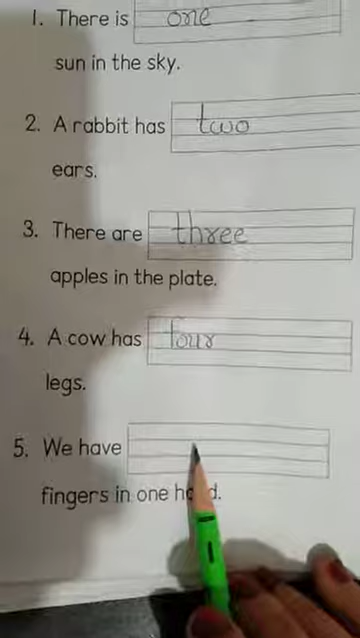 1. There is one
sun in the sky.
2. A rabbit has two
ears.
3. There are three
apples in the plate.
4. A cow has four
legs.
5. We have
fingers in one hand.